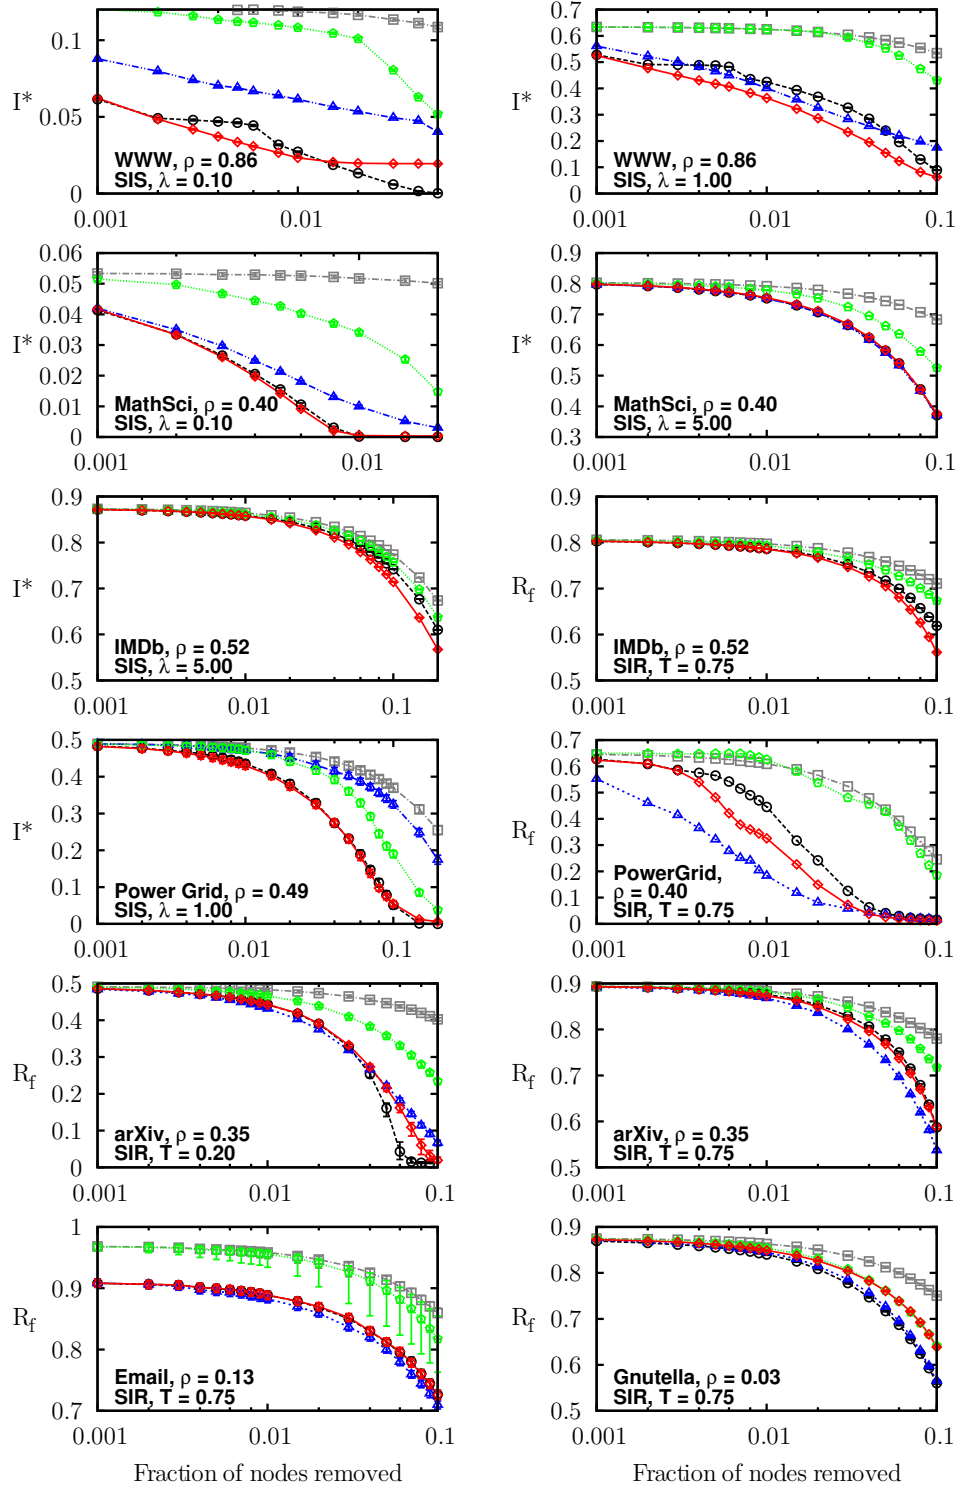 0.1
0.05
0
I*
WWW, ρ = 0.86
SIS, λ = 0.10
0.001
0.01
0.7
0.6
0.5
0.4
0.3
0.2
0.1
0
I*
WWW, ρ = 0.86
SIS, λ = 1.00
0.001
0.01
0.1
0.06
0.05
0.04
0.03
0.02
0.01
0
I*
MathSci, ρ = 0.40
SIS, λ = 0.10
0.001
0.01
0.9
0.8
0.7
0.6
0.5
0.4
0.3
I*
MathSci, ρ = 0.40
SIS, λ = 5.00
0.001
0.01
0.1
0.9
0.8
0.7
0.6
0.5
I*
IMDb, ρ = 0.52
SIS, λ = 5.00
0.001
0.01
0.1
0.9
0.8
0.7
0.6
0.5
Rf
IMDb, ρ = 0.52
SIR, T = 0.75
0.001
0.01
0.1
0.5
0.4
0.3
0.2
0.1
0
I*
Power Grid, ρ = 0.49
SIS, λ = 1.00
0.001
0.01
0.1
0.7
0.6
0.5
0.4
0.3
0.2
0.1
0
Rf
PowerGrid,
ρ = 0.40
SIR, T = 0.75
0.001
0.01
0.1
0.5
0.4
0.3
0.2
0.1
0
Rf
arXiv, ρ = 0.35
SIR, T = 0.20
0.001
0.01
0.1
0.9
0.8
0.7
0.6
0.5
Rf
arXiv, ρ = 0.35
SIR, T = 0.75
0.001
0.01
0.1
1
0.9
0.8
0.7
Rf
Email, ρ = 0.13
SIR, T = 0.75
0.001
0.01
0.1
Fraction of nodes removed
0.9
0.8
0.7
0.6
0.5
Rf
Gnutella, ρ = 0.03
SIR, T = 0.75
0.001
0.01
0.1
Fraction of nodes removed